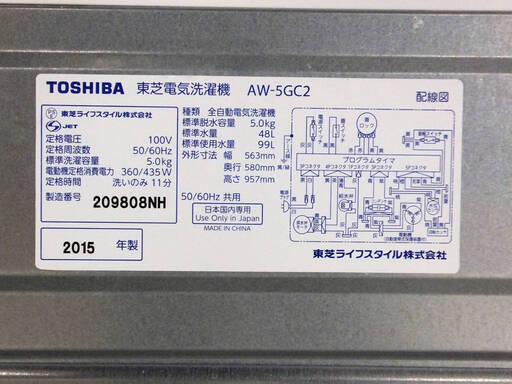 TOSHIBA 東芝電気洗濯機 AW-5GC2 配線図
東芝ライフスタイル株式会社
JET
定格電圧 100V
定格周波数 50/60Hz
標準洗濯容量 5.0kg
電動機定格消費電力 360/435W
定格時間 洗いのみ 11分
製造番号 209808NH
2015 年製
種類 全自動電気洗濯機
標準脱水容量 5.0kg
標準水量 48L
標準使用水量 99L
外形寸法 幅 563mm
奥行 580mm
高さ 957mm
50/60Hz 共用
日本国内専用
Use Only in Japan
MADE IN CHINA
プログラムタイマ
東芝ライフスタイル株式会社